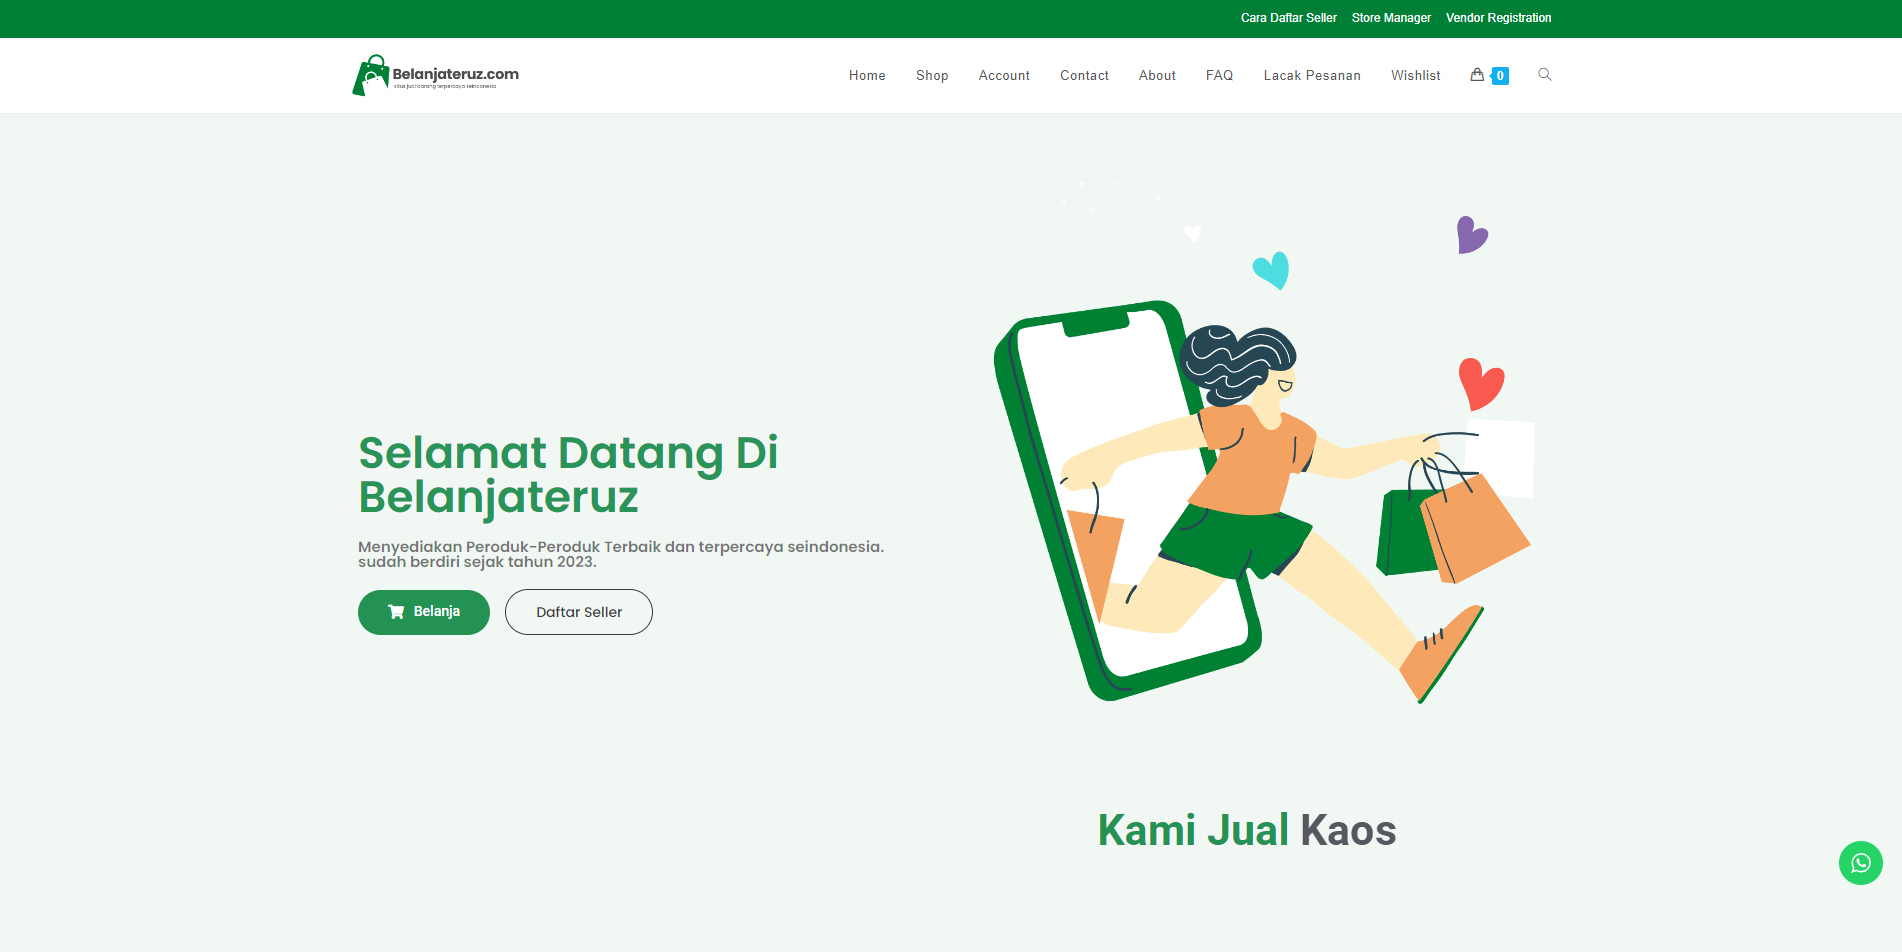 Cara Daftar Seller Store Manager Vendor Registration
Belanjateruz.com
situs jual barang terpercaya seindonesia
Home Shop Account Contact About FAQ Lacak Pesanan Wishlist 0
Selamat Datang Di
Belanjateruz
Menyediakan Peroduk-Peroduk Terbaik dan terpercaya seindonesia.
sudah berdiri sejak tahun 2023.
Belanja Daftar Seller
Kami Jual Kaos